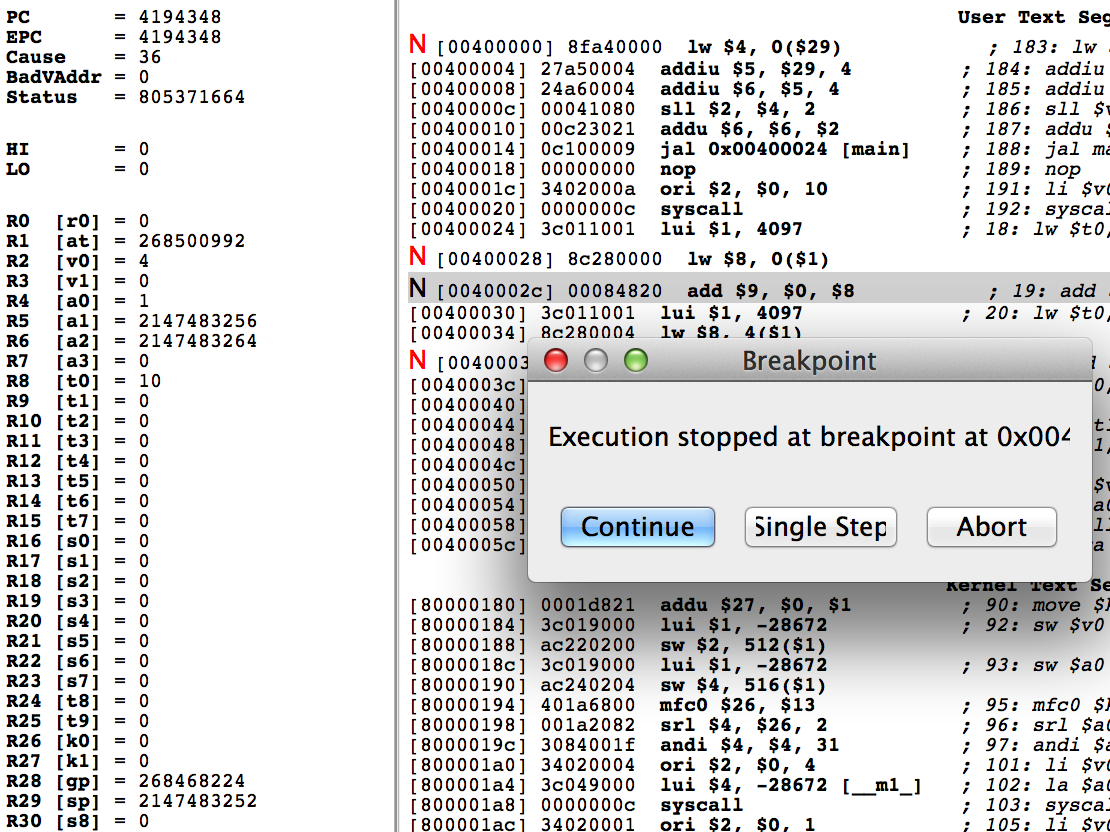 PC = 4194348
EPC = 4194348
Cause = 36
BadVAddr = 0
Status = 805371664
HI = 0
LO = 0
R0 [r0] = 0
R1 [at] = 268500992
R2 [v0] = 4
R3 [v1] = 0
R4 [a0] = 1
R5 [a1] = 2147483256
R6 [a2] = 2147483264
R7 [a3] = 0
R8 [t0] = 10
R9 [t1] = 0
R10 [t2] = 0
R11 [t3] = 0
R12 [t4] = 0
R13 [t5] = 0
R14 [t6] = 0
R15 [t7] = 0
R16 [s0] = 0
R17 [s1] = 0
R18 [s2] = 0
R19 [s3] = 0
R20 [s4] = 0
R21 [s5] = 0
R22 [s6] = 0
R23 [s7] = 0
R24 [t8] = 0
R25 [t9] = 0
R26 [k0] = 0
R27 [k1] = 0
R28 [gp] = 268468224
R29 [sp] = 2147483252
R30 [s8] = 0
User Text Seg
N [00400000] 8fa40000 lw $4, 0($29) ; 183: lw
[00400004] 27a50004 addiu $5, $29, 4 ; 184: addiu
[00400008] 24a60004 addiu $6, $5, 4 ; 185: addiu
[0040000c] 00041080 sll $2, $4, 2 ; 186: sll $v
[00400010] 00c23021 addu $6, $6, $2 ; 187: addu $
[00400014] 0c100009 jal 0x00400024 [main] ; 188: jal ma
[00400018] 00000000 nop ; 189: nop
[0040001c] 3402000a ori $2, $0, 10 ; 191: li $v0
[00400020] 0000000c syscall ; 192: sysca
[00400024] 3c011001 lui $1, 4097 ; 18: lw $t0,
N [00400028] 8c280000 lw $8, 0($1)
N [0040002c] 00084820 add $9, $0, $8 ; 19: add
[00400030] 3c011001 lui $1, 4097 ; 20: lw $t0,
[00400034] 8c280004 lw $8, 4($1)
N [0040003
[0040003c]
[00400040]
[00400044]
[00400048]
[0040004c]
[00400050]
[00400054]
[00400058]
[0040005c]
Breakpoint
Execution stopped at breakpoint at 0x004
Continue Single Step Abort
Kernel Text Se
[80000180] 0001d821 addu $27, $0, $1 ; 90: move $k
[80000184] 3c019000 lui $1, -28672 ; 92: sw $v0
[80000188] ac220200 sw $2, 512($1)
[8000018c] 3c019000 lui $1, -28672 ; 93: sw $a0
[80000190] ac240204 sw $4, 516($1)
[80000194] 401a6800 mfc0 $26, $13 ; 95: mfc0 $k
[80000198] 001a2082 srl $4, $26, 2 ; 96: srl $a0
[8000019c] 3084001f andi $4, $4, 31 ; 97: andi $a
[800001a0] 34020004 ori $2, $0, 4 ; 101: li $v0
[800001a4] 3c049000 lui $4, -28672 [__m1_] ; 102: la $a0
[800001a8] 0000000c syscall ; 103: syscal
[800001ac] 34020001 ori $2, $0, 1 ; 105: li $v0